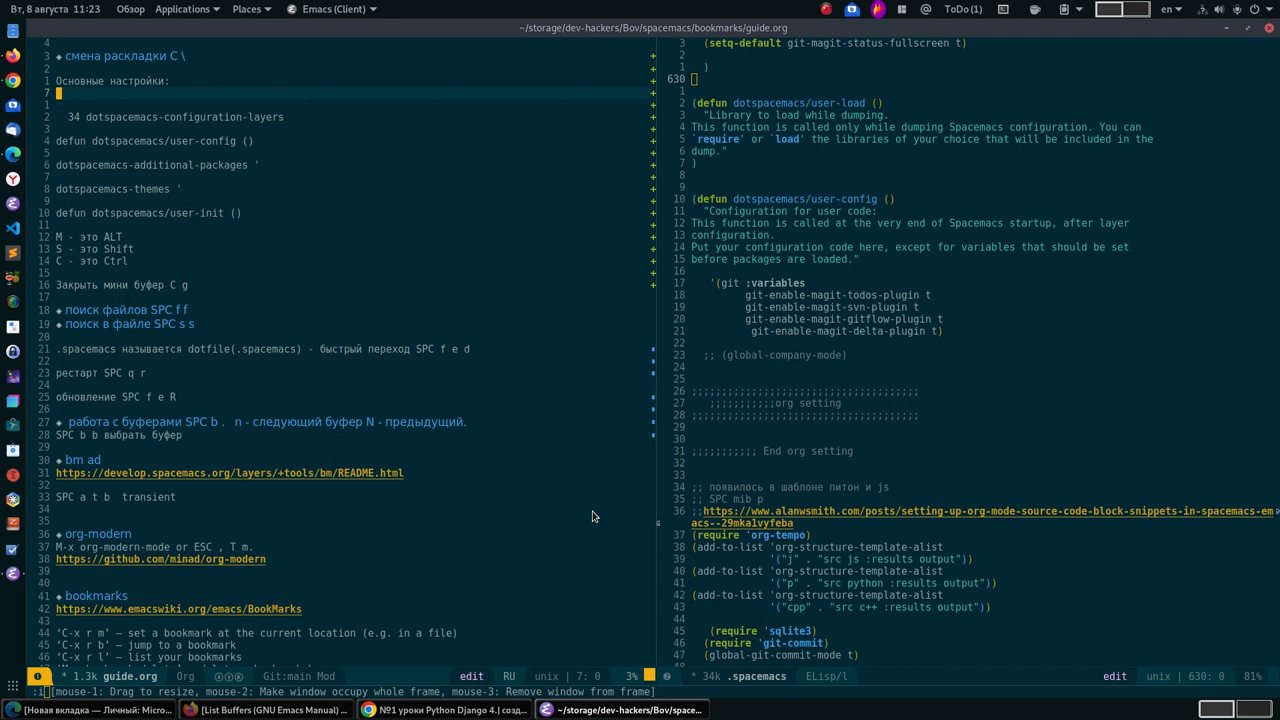 Вт, 8 августа 11:23 Desktop Applications Places Emacs (Client) ToDo (1) en
~/storage/dev-hackers/Bov/spacemacs/bookmarks/guide.org
4
3 ◈ смена раскладки C \
2
1 Основные настройки:
7
1
2 34 dotspacemacs-configuration-layers
3
4 defun dotspacemacs/user-config ()
5
6 dotspacemacs-additional-packages '
7
8 dotspacemacs-themes '
9
10 defun dotspacemacs/user-init ()
11
12 M - это ALT
13 S - это Shift
14 C - это Ctrl
15
16 Закрыть мини буфер C g
17
18 ◈ поиск файлов SPC f f
19 ◈ поиск в файле SPC s s
20
21 .spacemacs называется dotfile(.spacemacs) - быстрый переход SPC f e d
22
23 рестарт SPC q r
24
25 обновление SPC f e R
26
27 ◈ работа с буферами SPC b . n - следующий буфер N - предыдущий.
28 SPC b b выбрать буфер
29
30 ◈ bm ad
31 https://develop.spacemacs.org/layers/+tools/bm/README.html
32
33 SPC a t b transient
34
35
36 ◈ org-modern
37 M-x org-modern-mode or ESC , T m.
38 https://github.com/minad/org-modern
39
40
41 ◈ bookmarks
42 https://www.emacswiki.org/emacs/BookMarks
43
44 ‘C-x r m’ – set a bookmark at the current location (e.g. in a file)
45 ‘C-x r b’ – jump to a bookmark
46 ‘C-x r l’ – list your bookmarks
3 (setq-default git-magit-status-fullscreen t)
2
1 )
630
1
2 (defun dotspacemacs/user-load ()
3 "Library to load while dumping.
4 This function is called only while dumping Spacemacs configuration. You can
5 `require' or `load' the libraries of your choice that will be included in the
6 dump."
7 )
8
9
10 (defun dotspacemacs/user-config ()
11 "Configuration for user code:
12 This function is called at the very end of Spacemacs startup, after layer
13 configuration.
14 Put your configuration code here, except for variables that should be set
15 before packages are loaded."
16
17 '(git :variables
18 git-enable-magit-todos-plugin t
19 git-enable-magit-svn-plugin t
20 git-enable-magit-gitflow-plugin t
21 git-enable-magit-delta-plugin t)
22
23 ;; (global-company-mode)
24
25
26 ;;;;;;;;;;;;;;;;;;;;;;;;;;;;;;;;;;;
27 ;;;;;;;;;;;org setting
28 ;;;;;;;;;;;;;;;;;;;;;;;;;;;;;;;;;;;
29
30
31 ;;;;;;;;;;; End org setting
32
33
34 ;; появилось в шаблоне питон и js
35 ;; SPC mib p
36 ;;https://www.alanwsmith.com/posts/setting-up-org-mode-source-code-block-snippets-in-spacemacs-em
acs--29mka1vyfeba
37 (require 'org-tempo)
38 (add-to-list 'org-structure-template-alist
39 '("j" . "src js :results output"))
40 (add-to-list 'org-structure-template-alist
41 '("p" . "src python :results output"))
42 (add-to-list 'org-structure-template-alist
43 '("cpp" . "src c++ :results output"))
44
45 (require 'sqlite3)
46 (require 'git-commit)
47 (global-git-commit-mode t)
* 1.3k guide.org Org Git:main Mod edit RU unix | 7: 0 3%
* 34k .spacemacs ELisp/l edit unix | 630: 0 81%
:i[mouse-1: Drag to resize, mouse-2: Make window occupy whole frame, mouse-3: Remove window from frame]
[Новая вкладка — Личный: Micro... [List Buffers (GNU Emacs Manual) ... №1 уроки Python Django 4.| созд... ~/storage/dev-hackers/Bov/space...